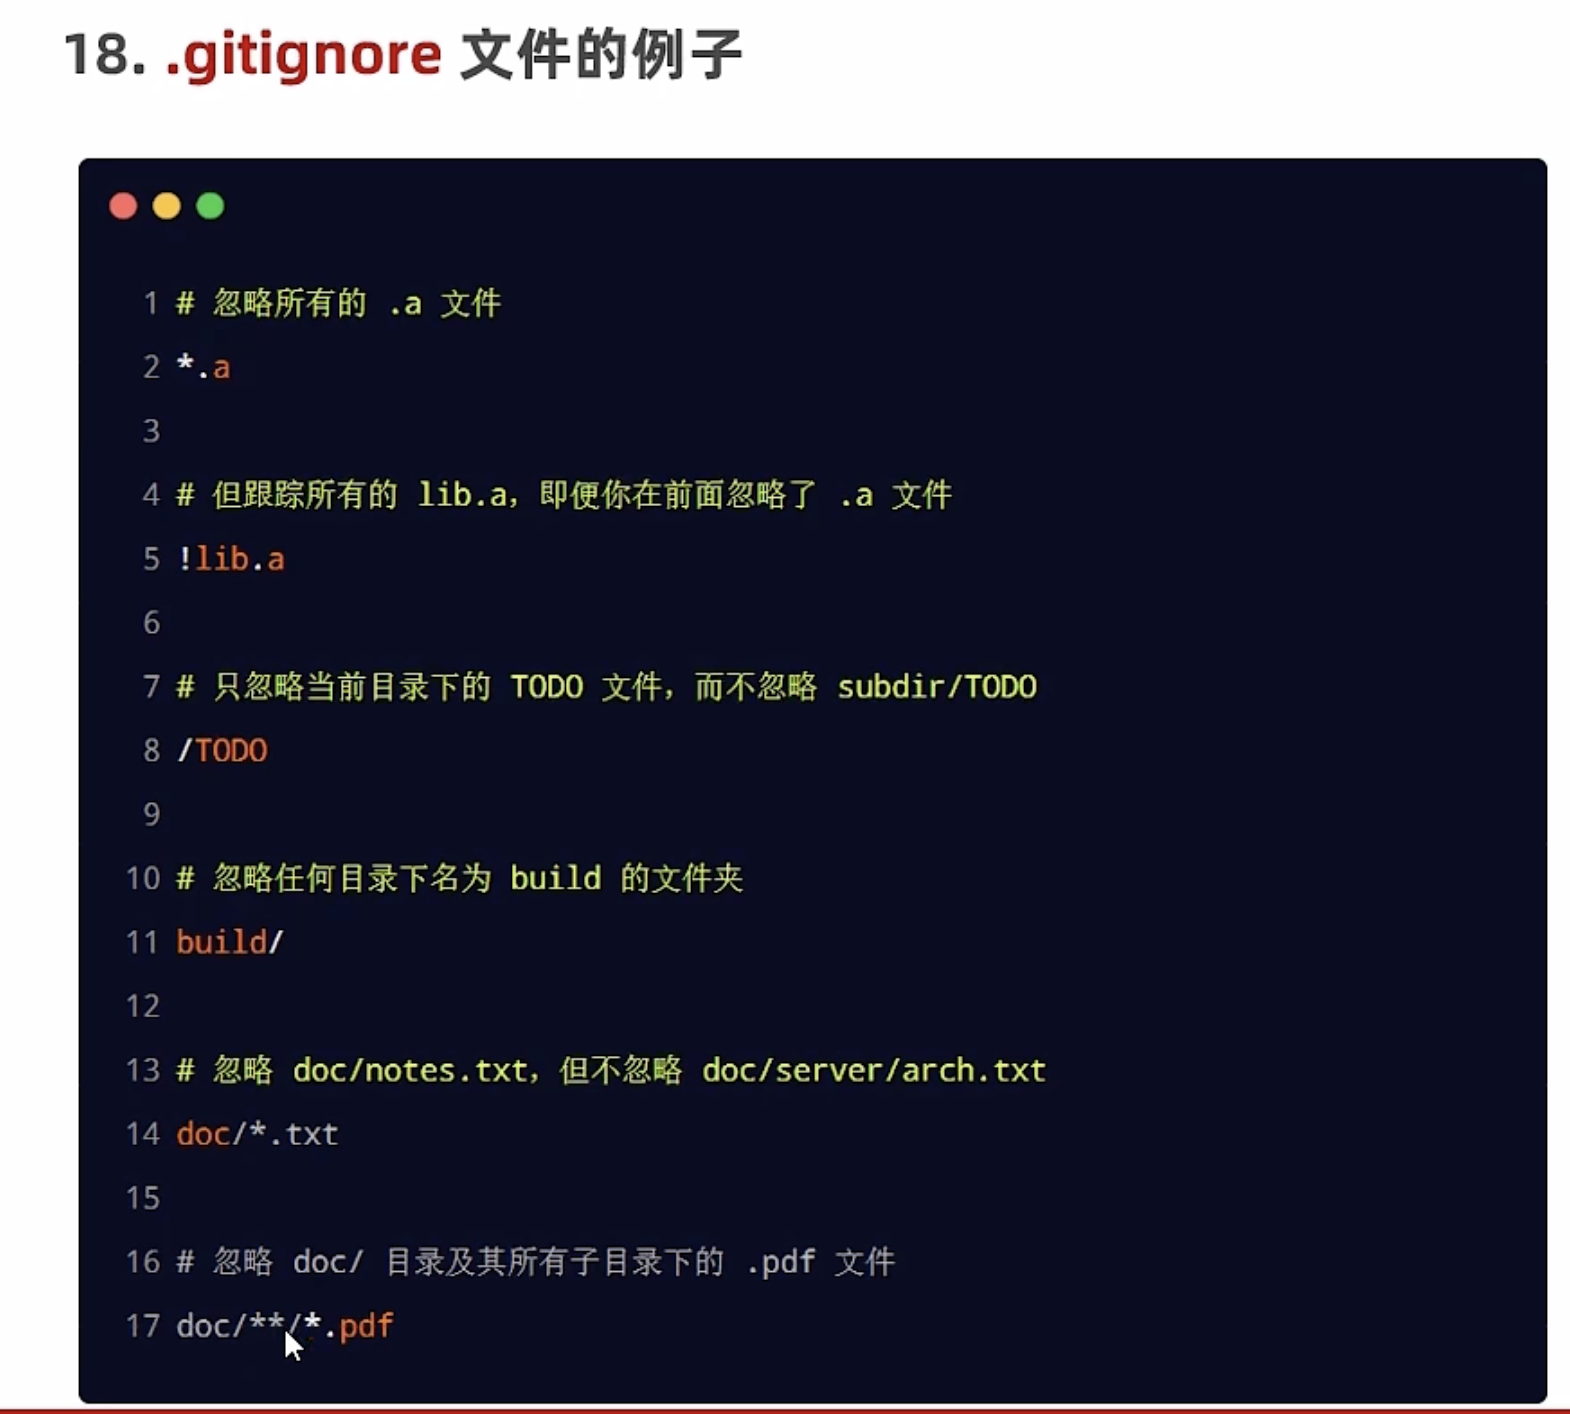 18. .gitignore 文件的例子
1 # 忽略所有的 .a 文件
2 *.a
3
4 # 但跟踪所有的 lib.a，即便你在前面忽略了 .a 文件
5 !lib.a
6
7 # 只忽略当前目录下的 TODO 文件，而不忽略 subdir/TODO
8 /TODO
9
10 # 忽略任何目录下名为 build 的文件夹
11 build/
12
13 # 忽略 doc/notes.txt，但不忽略 doc/server/arch.txt
14 doc/*.txt
15
16 # 忽略 doc/ 目录及其所有子目录下的 .pdf 文件
17 doc/**/*.pdf